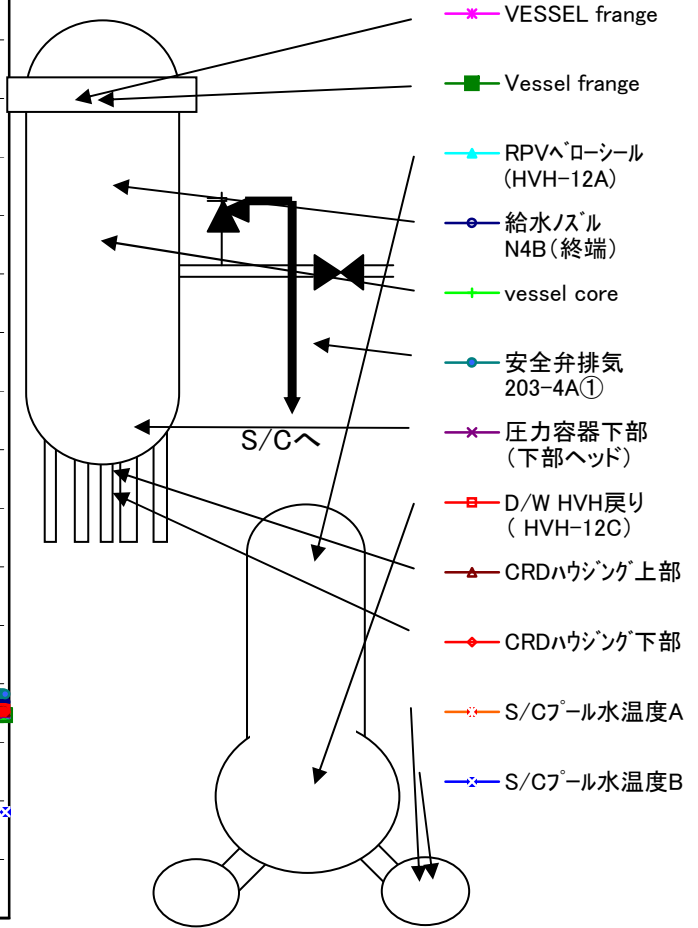 VESSEL frange
Vessel frange
RPVﾍﾞﾛｰｼｰﾙ
(HVH-12A)
給水ﾉｽﾞﾙ
N4B(終端)
vessel core
安全弁排気
203-4A①
S/Cへ
圧力容器下部
(下部ヘッド)
D/W HVH戻り
( HVH-12C)
CRDﾊｳｼﾞﾝｸﾞ上部
CRDﾊｳｼﾞﾝｸﾞ下部
S/Cﾌﾟｰﾙ水温度A
S/Cﾌﾟｰﾙ水温度B